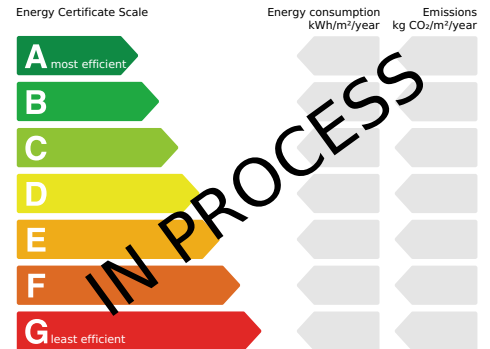 Energy Certificate Scale
Energy consumption
kWh/m²/year
Emissions
kg CO₂/m²/year
A most efficient
B
C
D
E
F
G least efficient
IN PROCESS